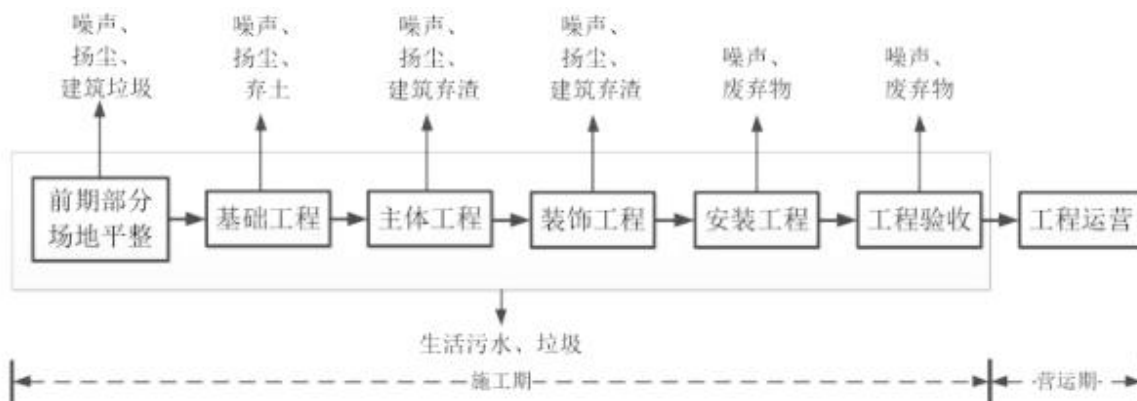 噪声、
扬尘、
建筑垃圾
噪声、
扬尘、
弃土
噪声、
扬尘、
建筑弃渣
噪声、
扬尘、
建筑弃渣
噪声、
废弃物
噪声、
废弃物
前期部分
场地平整
基础工程
主体工程
装饰工程
安装工程
工程验收
工程运营
生活污水、垃圾
施工期
营运期